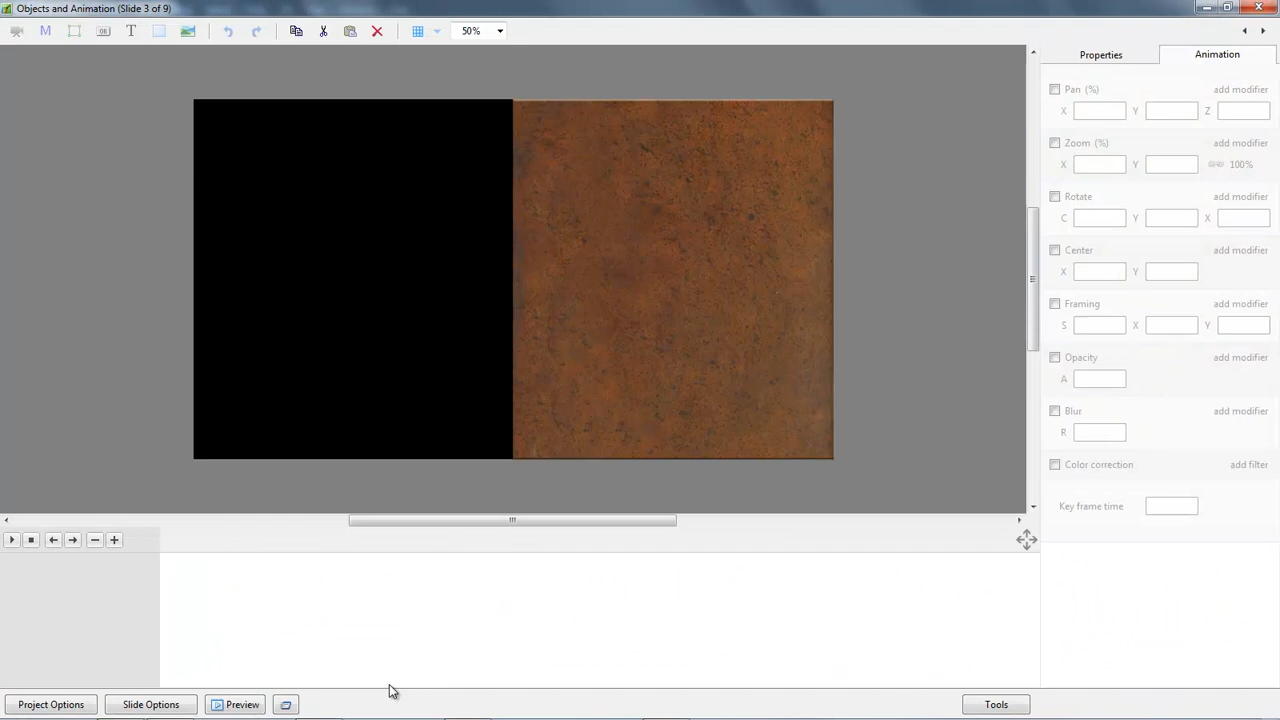 Objects and Animation (Slide 3 of 9)
M OK T 50%
Properties Animation
Pan (%) add modifier
X Y Z
Zoom (%) add modifier
X Y 100%
Rotate add modifier
C Y X
Center add modifier
X Y
Framing add modifier
S X Y
Opacity add modifier
A
Blur add modifier
R
Color correction add filter
Key frame time
Project Options Slide Options Preview Tools